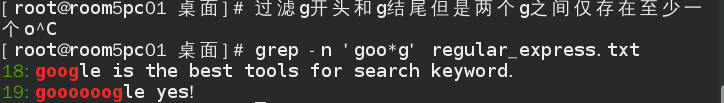 [root@room5pc01 桌面]# 过滤g开头和g结尾但是两个g之间仅存在至少一
个o^C
[root@room5pc01 桌面]# grep -n 'goo*g' regular_express.txt
18:google is the best tools for search keyword.
19:goooooogle yes!